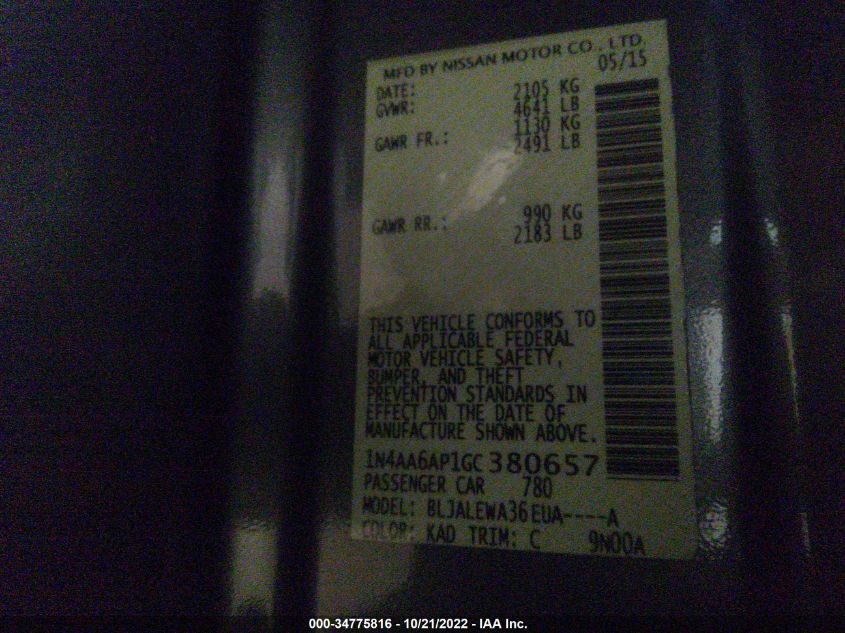 MFD BY NISSAN MOTOR CO., LTD.
DATE: 05/15
GVWR: 2105 KG
4641 LB
GAWR FR.: 1130 KG
2491 LB
GAWR RR.: 990 KG
2183 LB
THIS VEHICLE CONFORMS TO
ALL APPLICABLE FEDERAL
MOTOR VEHICLE SAFETY,
BUMPER, AND THEFT
PREVENTION STANDARDS IN
EFFECT ON THE DATE OF
MANUFACTURE SHOWN ABOVE.
1N4AA6AP1GC380657
PASSENGER CAR 780
MODEL: BLJALEWA36EUA----A
COLOR: KAD TRIM: C 9N00A
000-34775816 - 10/21/2022 - IAA Inc.